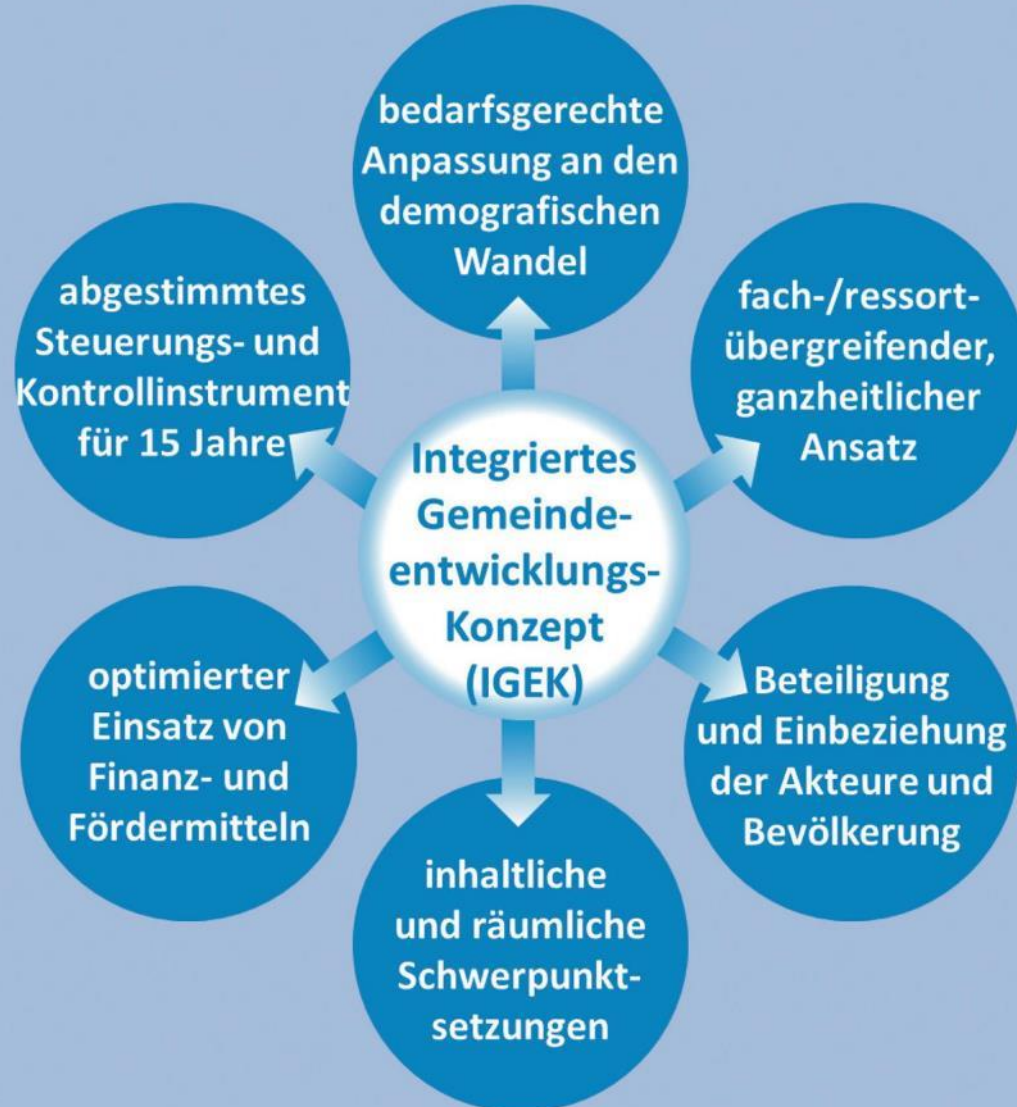 bedarfsgerechte
Anpassung an den
demografischen
Wandel
abgestimmtes
Steuerungs- und
Kontrollinstrument
für 15 Jahre
fach-/ressort-
übergreifender,
ganzheitlicher
Ansatz
Integriertes
Gemeinde-
entwicklungs-
Konzept
(IGEK)
optimierter
Einsatz von
Finanz- und
Fördermitteln
Beteiligung
und Einbeziehung
der Akteure und
Bevölkerung
inhaltliche
und räumliche
Schwerpunkt-
setzungen